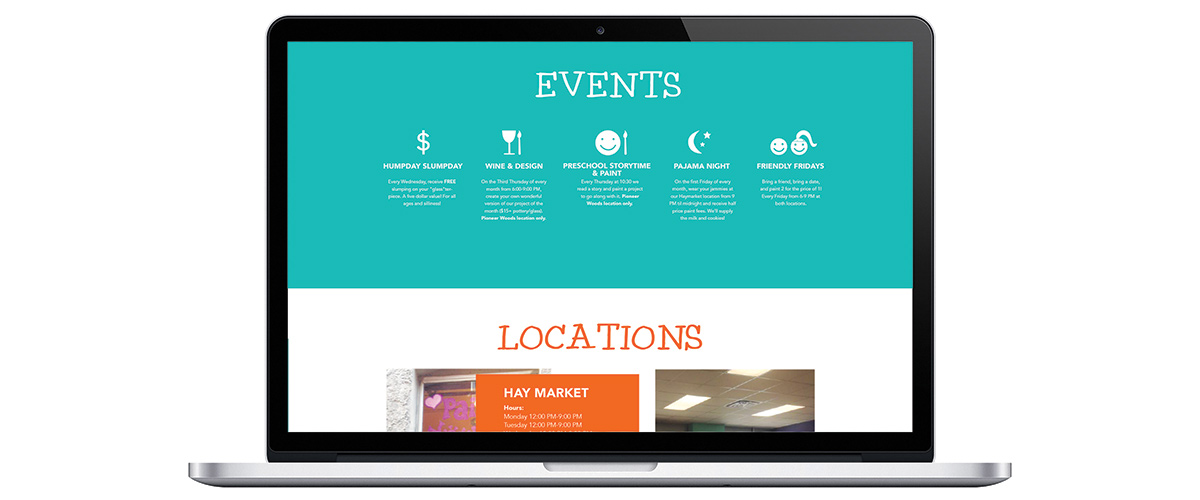 EVENTS
$
HUMPDAY SLUMPDAY
Every Wednesday, receive FREE
slumping on your "glass"ter-
piece. A five dollar value! For all
ages and silliness!
WINE & DESIGN
On the Third Thursday of every
month from 6:00-9:00 PM,
create your own wonderful
version of our project of the
month ($15+ pottery/glass)
Pioneer Woods location only.
PRESCHOOL STORYTIME
& PAINT
Every Thursday at 10:30 we
read a story and paint a project
to go along with it. Pioneer
Woods location only.
PAJAMA NIGHT
On the first Friday of every
month, wear your jammies at
our Haymarket location from 9
PM til midnight and receive half
price paint fees. We'll supply
the milk and cookies!
FRIENDLY FRIDAYS
Bring a friend, bring a date,
and paint 2 for the price of 1!
Every Friday from 6-9 PM at
both locations.
LOCATIONS
HAY MARKET
Hours:
Monday 12:00 PM-9:00 PM
Tuesday 12:00 PM-9:00 PM